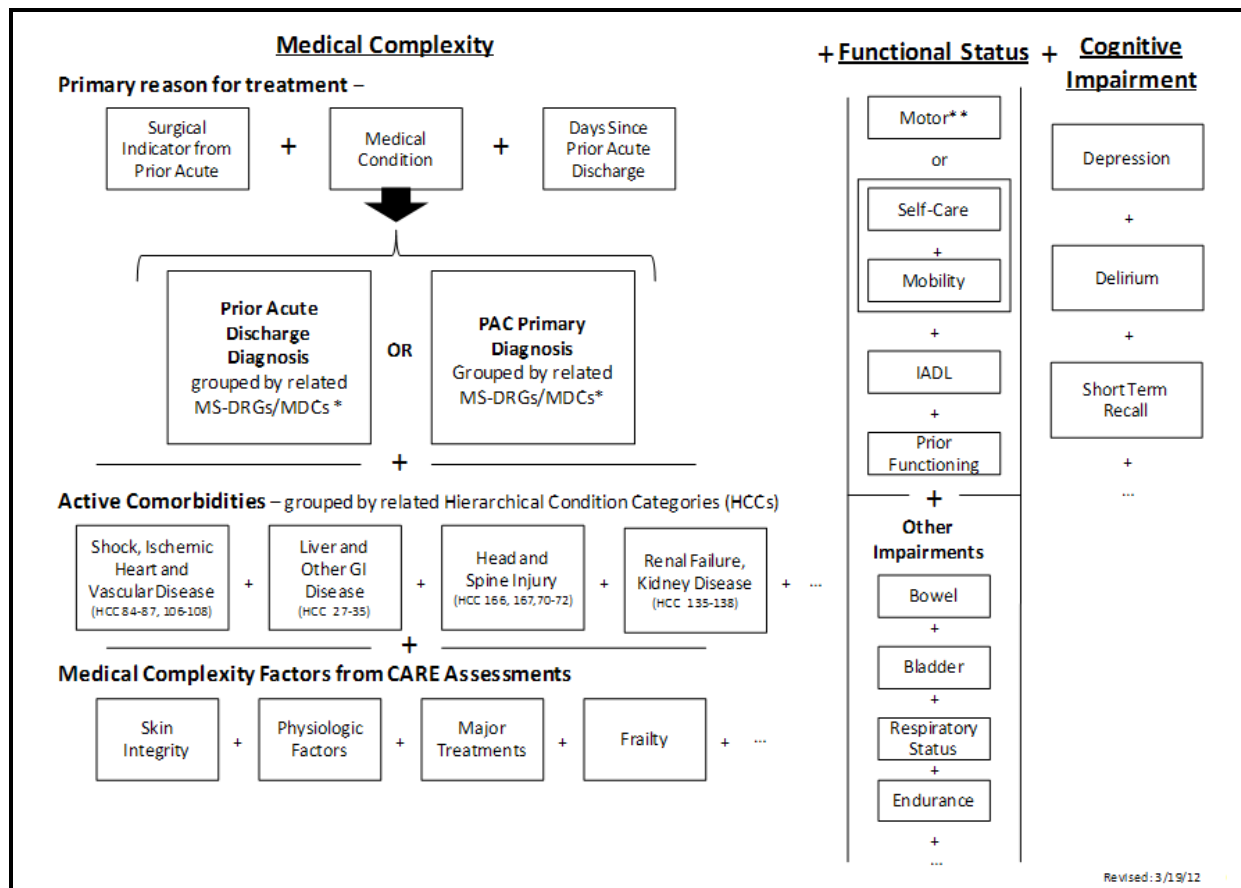 Medical Complexity
Primary reason for treatment –
Surgical
Indicator from
Prior Acute
+
Medical
Condition
+
Days Since
Prior Acute
Discharge
Prior Acute
Discharge
Diagnosis
grouped by related
MS-DRGs/MDCs *
OR
PAC Primary
Diagnosis
Grouped by related
MS-DRGs/MDCs*
+
Active Comorbidities – grouped by related Hierarchical Condition Categories (HCCs)
Shock, Ischemic
Heart and
Vascular Disease
(HCC 84-87, 106-108)
+
Liver and
Other GI
Disease
(HCC 27-35)
+
Head and
Spine Injury
(HCC 166, 167,70-72)
+
Renal Failure,
Kidney Disease
(HCC 135-138)
+ ...
+
Medical Complexity Factors from CARE Assessments
Skin
Integrity
+
Physiologic
Factors
+
Major
Treatments
+
Frailty
+ ...
+ Functional Status +
Motor**
or
Self-Care
+
Mobility
+
IADL
+
Prior
Functioning
+
Other
Impairments
Bowel
+
Bladder
+
Respiratory
Status
+
Endurance
+
...
Cognitive
Impairment
Depression
+
Delirium
+
Short Term
Recall
+
...
Revised: 3/19/12